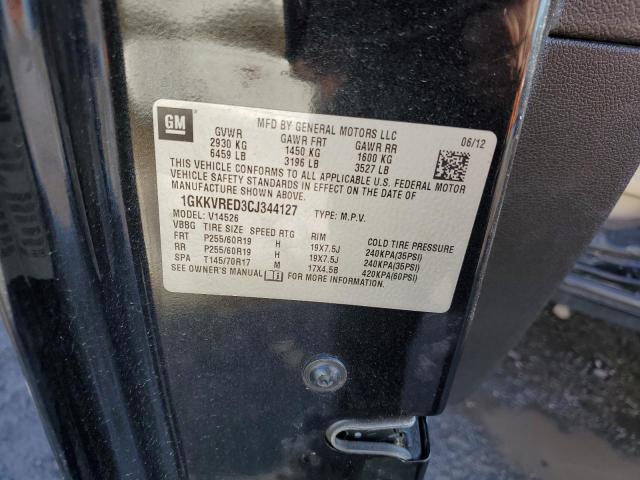 GM
MFD BY GENERAL MOTORS LLC
GVWR GAWR FRT GAWR RR 06/12
2930 KG 1450 KG 1600 KG
6459 LB 3196 LB 3527 LB
THIS VEHICLE CONFORMS TO ALL APPLICABLE U.S. FEDERAL MOTOR
VEHICLE SAFETY STANDARDS IN EFFECT ON THE DATE OF
MANUFACTURE SHOWN ABOVE.
1GKKVRED3CJ344127 TYPE: M.P.V.
MODEL: V14526
VBBG TIRE SIZE SPEED RTG RIM COLD TIRE PRESSURE
FRT P255/60R19 H 19X7.5J 240KPA(35PSI)
RR P255/60R19 H 19X7.5J 240KPA(35PSI)
SPA T145/70R17 M 17X4.5B 420KPA(60PSI)
SEE OWNER'S MANUAL FOR MORE INFORMATION.